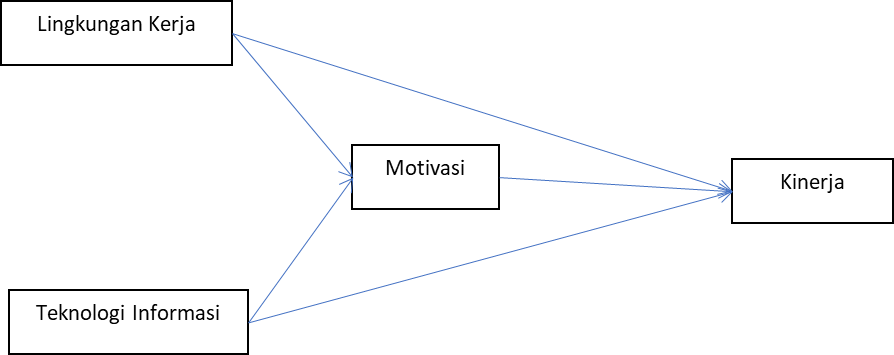 Lingkungan Kerja
Motivasi
Kinerja
Teknologi Informasi